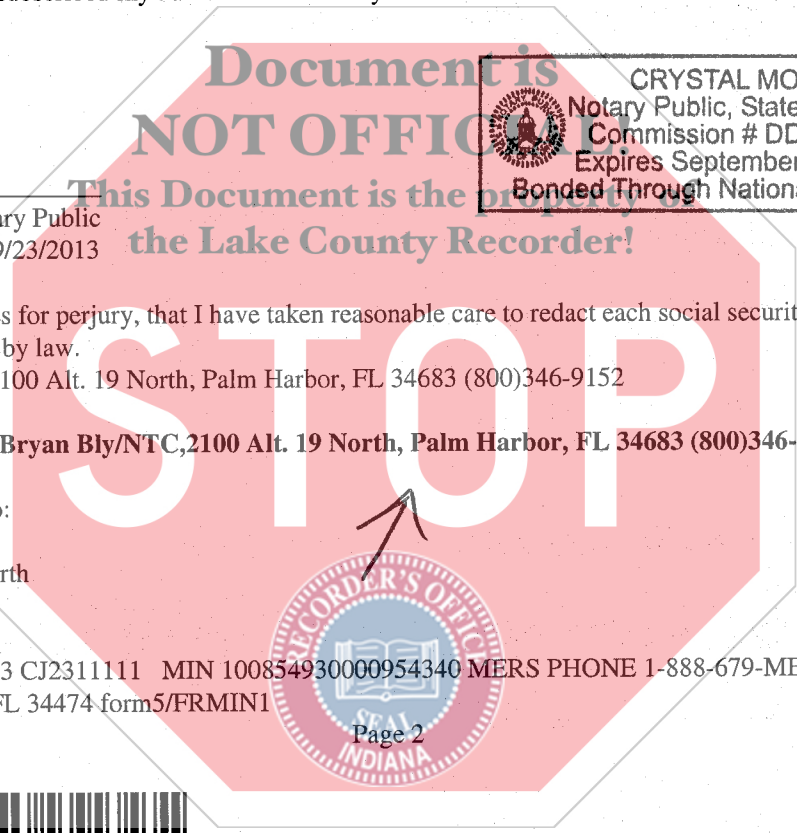 Document is
NOT OFFICIAL!
This Document is the property of
the Lake County Recorder!
CRYSTAL MO
Notary Public, State
Commission # DD
Expires September
Bonded Through Nationa
ary Public
9/23/2013
s for perjury, that I have taken reasonable care to redact each social securit
by law.
100 Alt. 19 North, Palm Harbor, FL 34683 (800)346-9152
Bryan Bly/NTC,2100 Alt. 19 North, Palm Harbor, FL 34683 (800)346-
STOP
:
rth
RECORDER'S OFFICE
3 CJ2311111 MIN 100854930000954340 MERS PHONE 1-888-679-ME
FL 34474 form5/FRMIN1
SEAL
Page 2
INDIANA